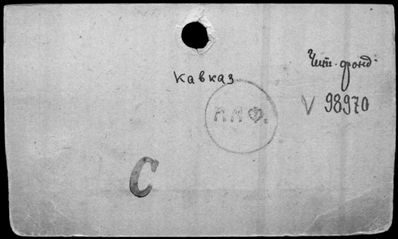 Чит. фонд.
Кавказ
V 98970
С